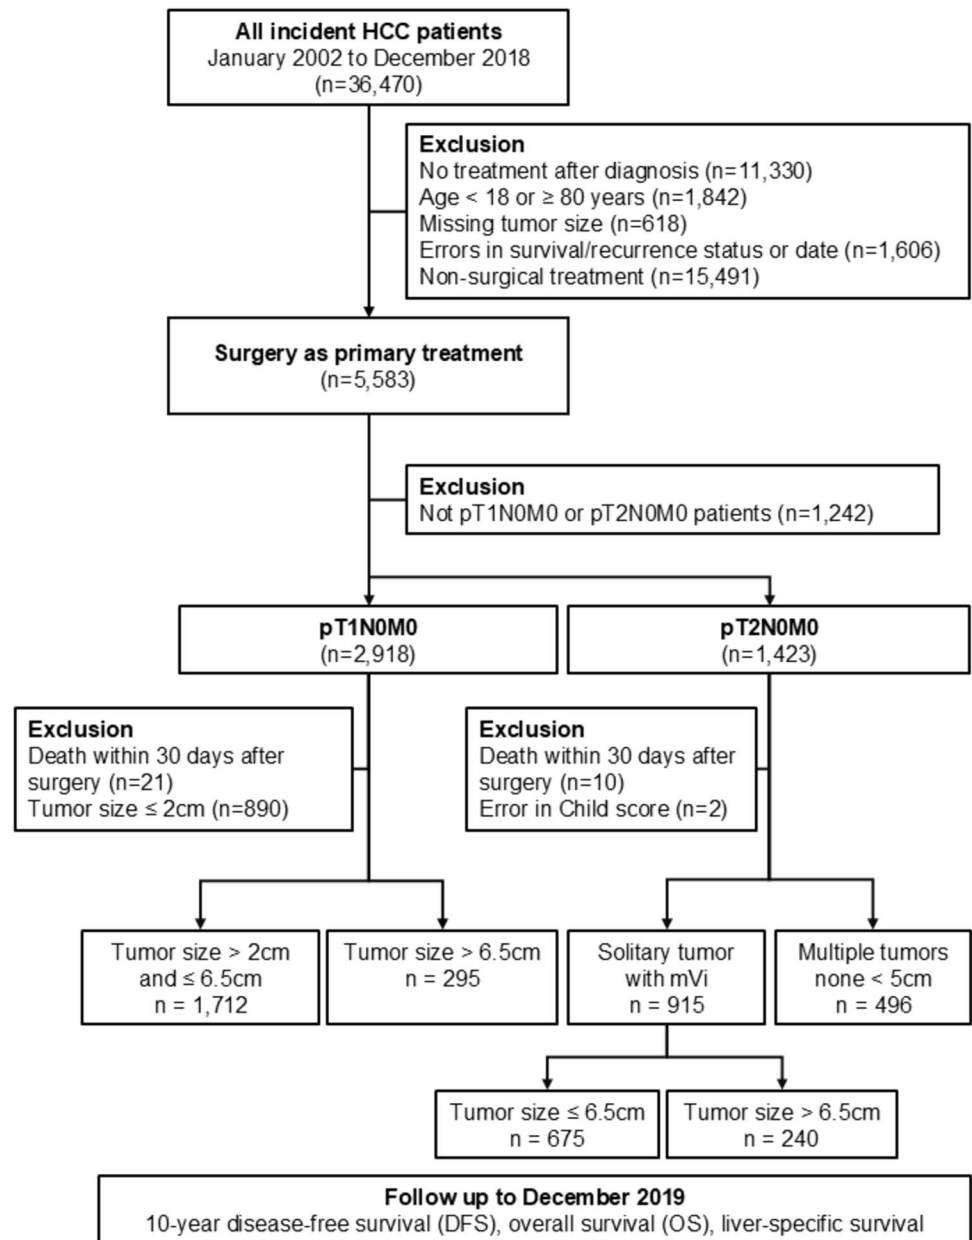 All incident HCC patients
January 2002 to December 2018
(n=36,470)
Exclusion
No treatment after diagnosis (n=11,330)
Age < 18 or ≥ 80 years (n=1,842)
Missing tumor size (n=618)
Errors in survival/recurrence status or date (n=1,606)
Non-surgical treatment (n=15,491)
Surgery as primary treatment
(n=5,583)
Exclusion
Not pT1N0M0 or pT2N0M0 patients (n=1,242)
pT1N0M0
(n=2,918)
pT2N0M0
(n=1,423)
Exclusion
Death within 30 days after
surgery (n=21)
Tumor size ≤ 2cm (n=890)
Exclusion
Death within 30 days after
surgery (n=10)
Error in Child score (n=2)
Tumor size > 2cm
and ≤ 6.5cm
n = 1,712
Tumor size > 6.5cm
n = 295
Solitary tumor
with mVi
n = 915
Multiple tumors
none < 5cm
n = 496
Tumor size ≤ 6.5cm
n = 675
Tumor size > 6.5cm
n = 240
Follow up to December 2019
10-year disease-free survival (DFS), overall survival (OS), liver-specific survival